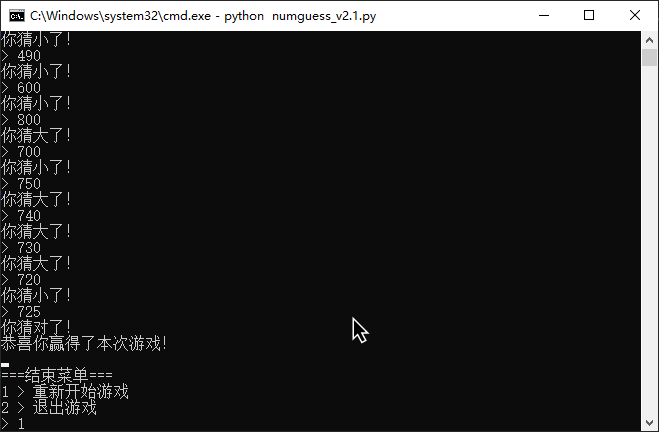 C:\Windows\system32\cmd.exe - python  numguess_v2.1.py
你猜小了!
> 490
你猜小了!
> 600
你猜小了!
> 800
你猜大了!
> 700
你猜小了!
> 750
你猜大了!
> 740
你猜大了!
> 730
你猜大了!
> 720
你猜小了!
> 725
你猜对了!
恭喜你赢得了本次游戏!
===结束菜单===
1 > 重新开始游戏
2 > 退出游戏
> 1